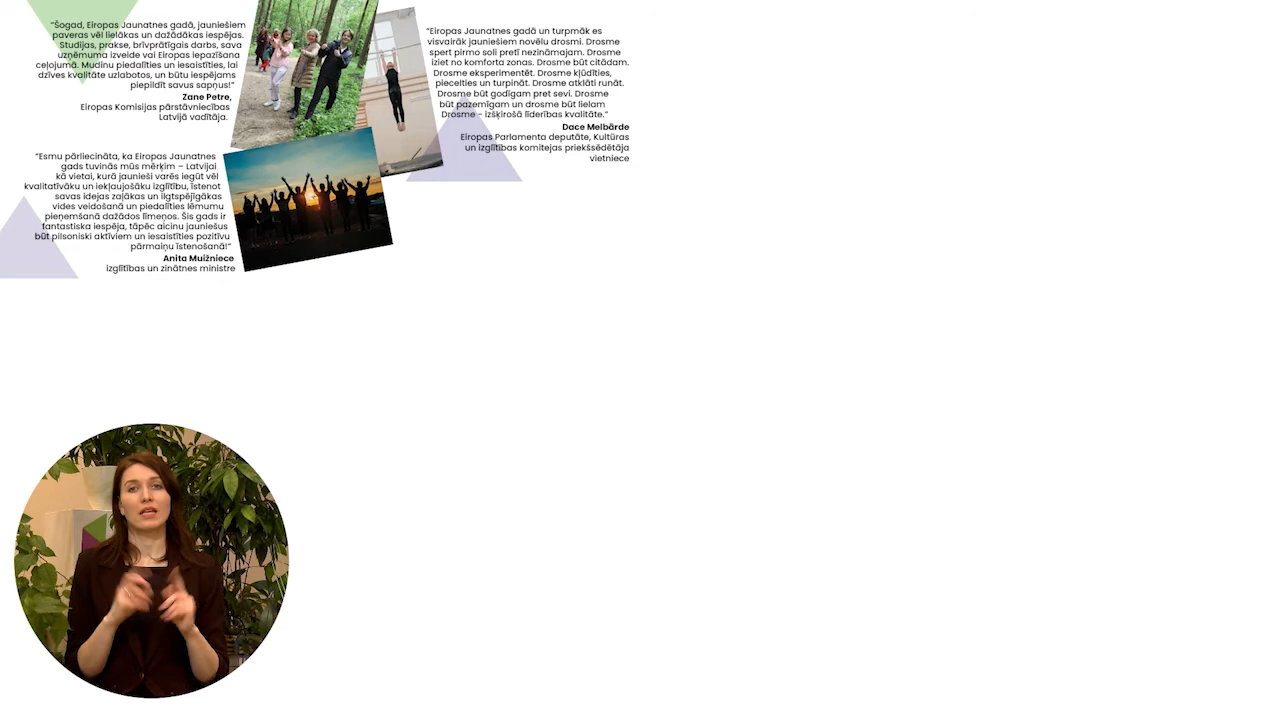 “Šogad, Eiropas Jaunatnes gadā, jauniešiem
paveras vēl lielākas un dažādākas iespējas.
Studijas, prakse, brīvprātīgais darbs, sava
uzņēmuma izveide vai Eiropas iepazīšana
ceļojumā. Mudinu piedalīties un iesaistīties, lai
dzīves kvalitāte uzlabotos, un būtu iespējams
piepildīt savus sapņus!”
Zane Petre,
Eiropas Komisijas pārstāvniecības
Latvijā vadītāja.
“Esmu pārliecināta, ka Eiropas Jaunatnes
gads tuvinās mūs mērķim – Latvijai
kā vietai, kurā jaunieši varēs iegūt vēl
kvalitatīvāku un iekļaujošāku izglītību, īstenot
savas idejas zaļākas un ilgtspējīgākas
vides veidošanā un piedalīties lēmumu
pieņemšanā dažādos līmeņos. Šis gads ir
fantastiska iespēja, tāpēc aicinu jauniešus
būt pilsoniski aktīviem un iesaistīties pozitīvu
pārmaiņu īstenošanā!”
Anita Muižniece
izglītības un zinātnes ministre
“Eiropas Jaunatnes gadā un turpmāk es
visvairāk jauniešiem novēlu drosmi. Drosme
spert pirmo soli pretī nezināmajam. Drosme
iziet no komforta zonas. Drosme būt citādam.
Drosme eksperimentēt. Drosme kļūdīties,
piecelties un turpināt. Drosme atklāti runāt.
Drosme būt godīgam pret sevi. Drosme
būt pazemīgam un drosme būt lielam
Drosme – izšķirošā līderības kvalitāte.”
Dace Melbārde
Eiropas Parlamenta deputāte, Kultūras
un izglītības komitejas priekšsēdētāja
vietniece